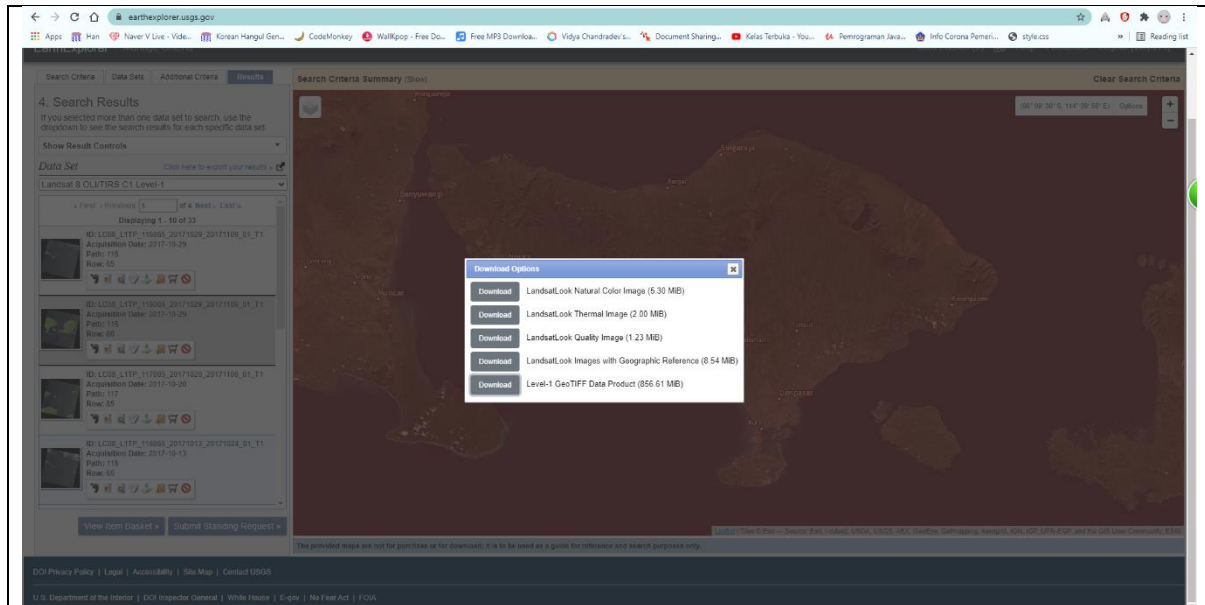 earthexplorer.usgs.gov
Apps Han Naver V Live - Vide... Korean Hangul Gen... CodeMonkey WallKpop - Free Do... Free MP3 Downloa... Vidya Chandradev's... Document Sharing... Kelas Terbuka - You... Pemrograman Java... Info Corona Pemeri... style.css » Reading list
Search Criteria Data Sets Additional Criteria Results
Search Criteria Summary (Show)
Clear Search Criteria
4. Search Results
If you selected more than one data set to search, use the
dropdown to see the search results for each specific data set.
Show Result Controls
Data Set
Click here to export your results »
Landsat 8 OLI/TIRS C1 Level-1
« First ‹ Previous 1 of 4 Next › Last »
Displaying 1 - 10 of 33
Acquisition Date: 2017-10-29
Path: 116
Row: 65
Acquisition Date: 2017-10-29
Path: 116
Row: 66
Acquisition Date: 2017-10-20
Path: 117
Row: 65
Acquisition Date: 2017-10-13
Path: 116
Row: 65
View Item Basket » Submit Standing Request »
Options
+
−
Singaraja
Banyuwangi
Denpasar
Download Options
Download LandsatLook Natural Color Image (5.30 MiB)
Download LandsatLook Thermal Image (2.00 MiB)
Download LandsatLook Quality Image (1.23 MiB)
Download LandsatLook Images with Geographic Reference (8.54 MiB)
Download Level-1 GeoTIFF Data Product (856.61 MiB)
The provided maps are not for purchase or for download; it is to be used as a guide for reference and search purposes only.
DOI Privacy Policy | Legal | Accessibility | Site Map | Contact USGS
U.S. Department of the Interior | DOI Inspector General | White House | E-gov | No Fear Act | FOIA